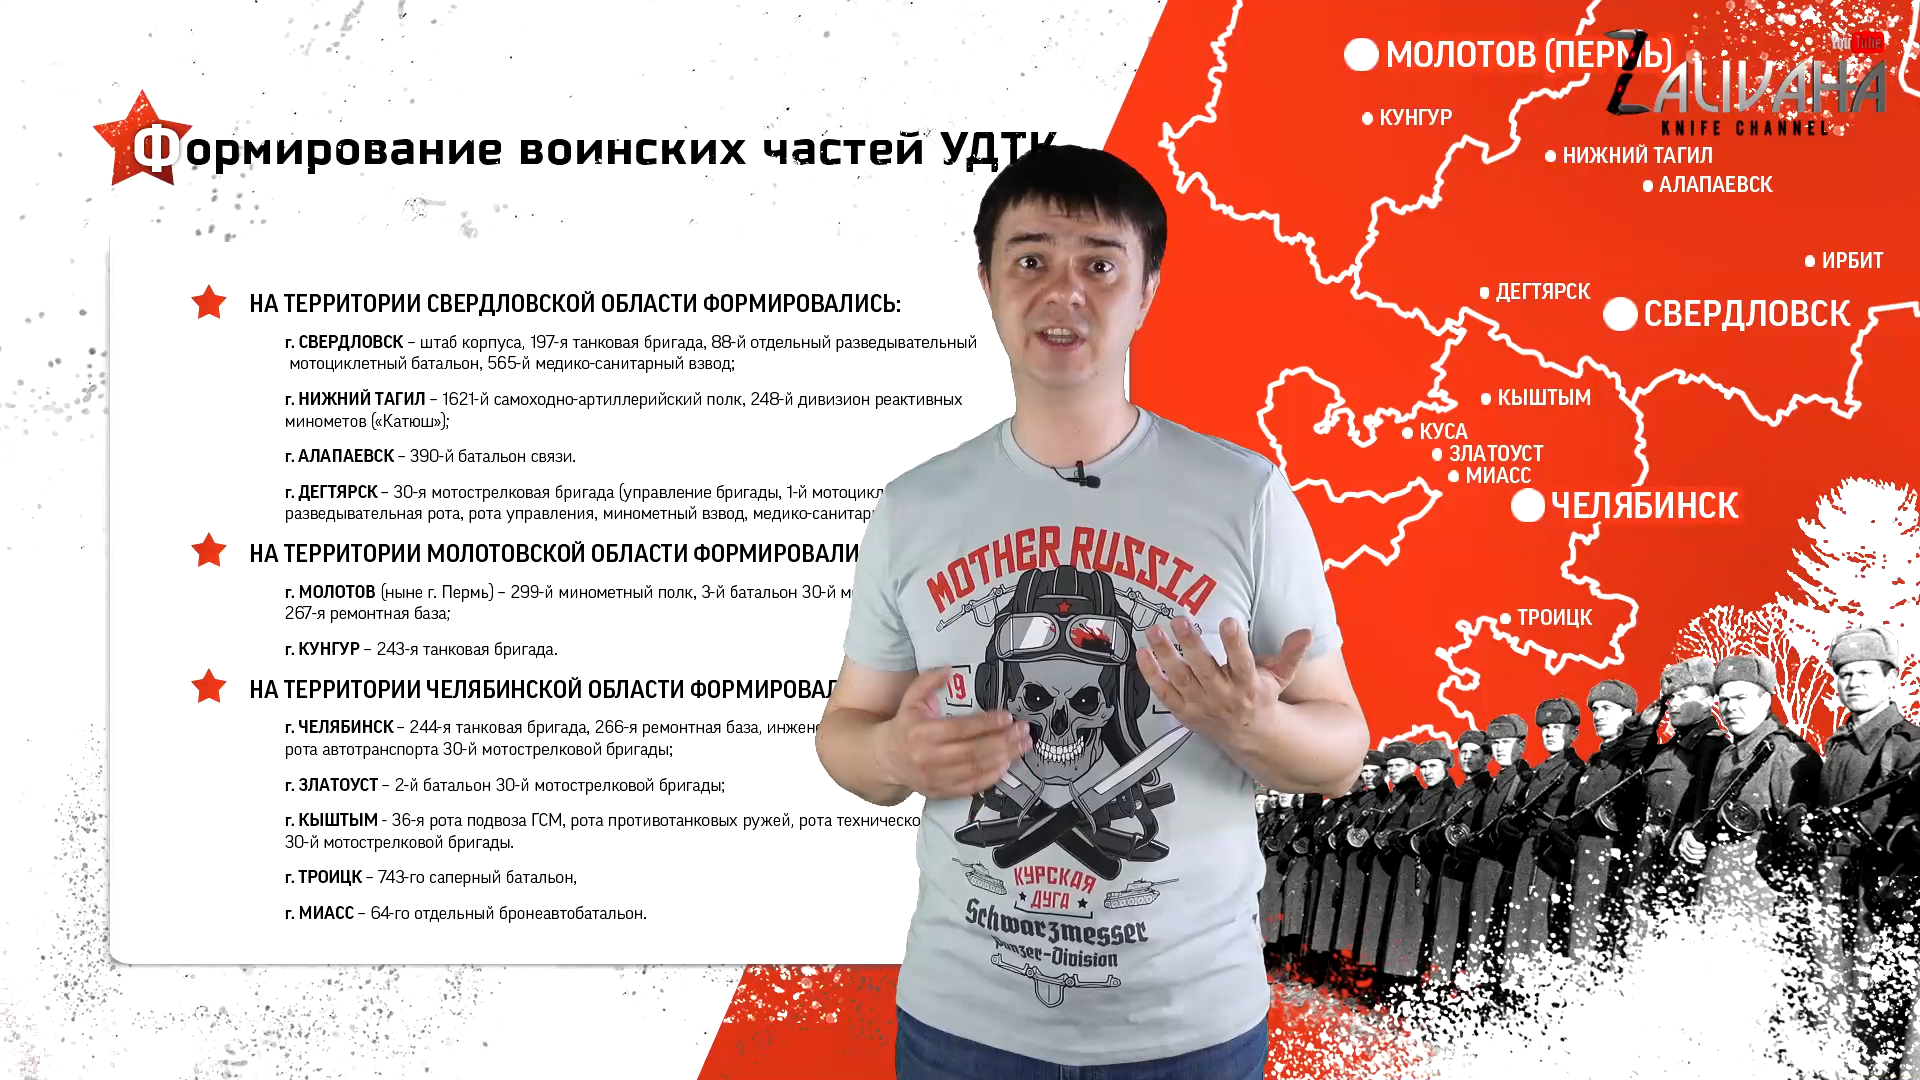 Формирование воинских частей УДТК
НА ТЕРРИТОРИИ СВЕРДЛОВСКОЙ ОБЛАСТИ ФОРМИРОВАЛИСЬ:
г. СВЕРДЛОВСК – штаб корпуса, 197-я танковая бригада, 88-й отдельный разведывательный
мотоциклетный батальон, 565-й медико-санитарный взвод;
г. НИЖНИЙ ТАГИЛ – 1621-й самоходно-артиллерийский полк, 248-й дивизион реактивных
минометов («Катюш»);
г. АЛАПАЕВСК – 390-й батальон связи.
г. ДЕГТЯРСК – 30-я мотострелковая бригада (управление бригады, 1-й
разведывательная рота, рота управления, минометный взвод,
НА ТЕРРИТОРИИ МОЛОТОВСКОЙ ОБЛАСТИ
г. МОЛОТОВ (ныне г. Пермь) – 299-й минометный полк, 3-й батальон 30-й
267-я ремонтная база;
г. КУНГУР – 243-я танковая бригада.
НА ТЕРРИТОРИИ ЧЕЛЯБИНСКОЙ ОБЛАСТИ
г. ЧЕЛЯБИНСК – 244-я танковая бригада, 266-я ремонтная база,
рота автотранспорта 30-й мотострелковой бригады;
г. ЗЛАТОУСТ – 2-й батальон 30-й мотострелковой бригады;
г. КЫШТЫМ - 36-я рота подвоза ГСМ, рота противотанковых ружей, рота
30-й мотострелковой бригады.
г. ТРОИЦК – 743-го саперный батальон,
г. МИАСС – 64-го отдельный бронеавтобатальон.
МОЛОТОВ (ПЕРМЬ)
КУНГУР
НИЖНИЙ ТАГИЛ
АЛАПАЕВСК
ИРБИТ
ДЕГТЯРСК
СВЕРДЛОВСК
КЫШТЫМ
КУСА
ЗЛАТОУСТ
МИАСС
ЧЕЛЯБИНСК
ТРОИЦК
YouTube
ZALIVAHA
KNIFE CHANNEL
MOTHER RUSSIA
19
КУРСКАЯ
ДУГА
Schwarzmesser
Panzer-Division